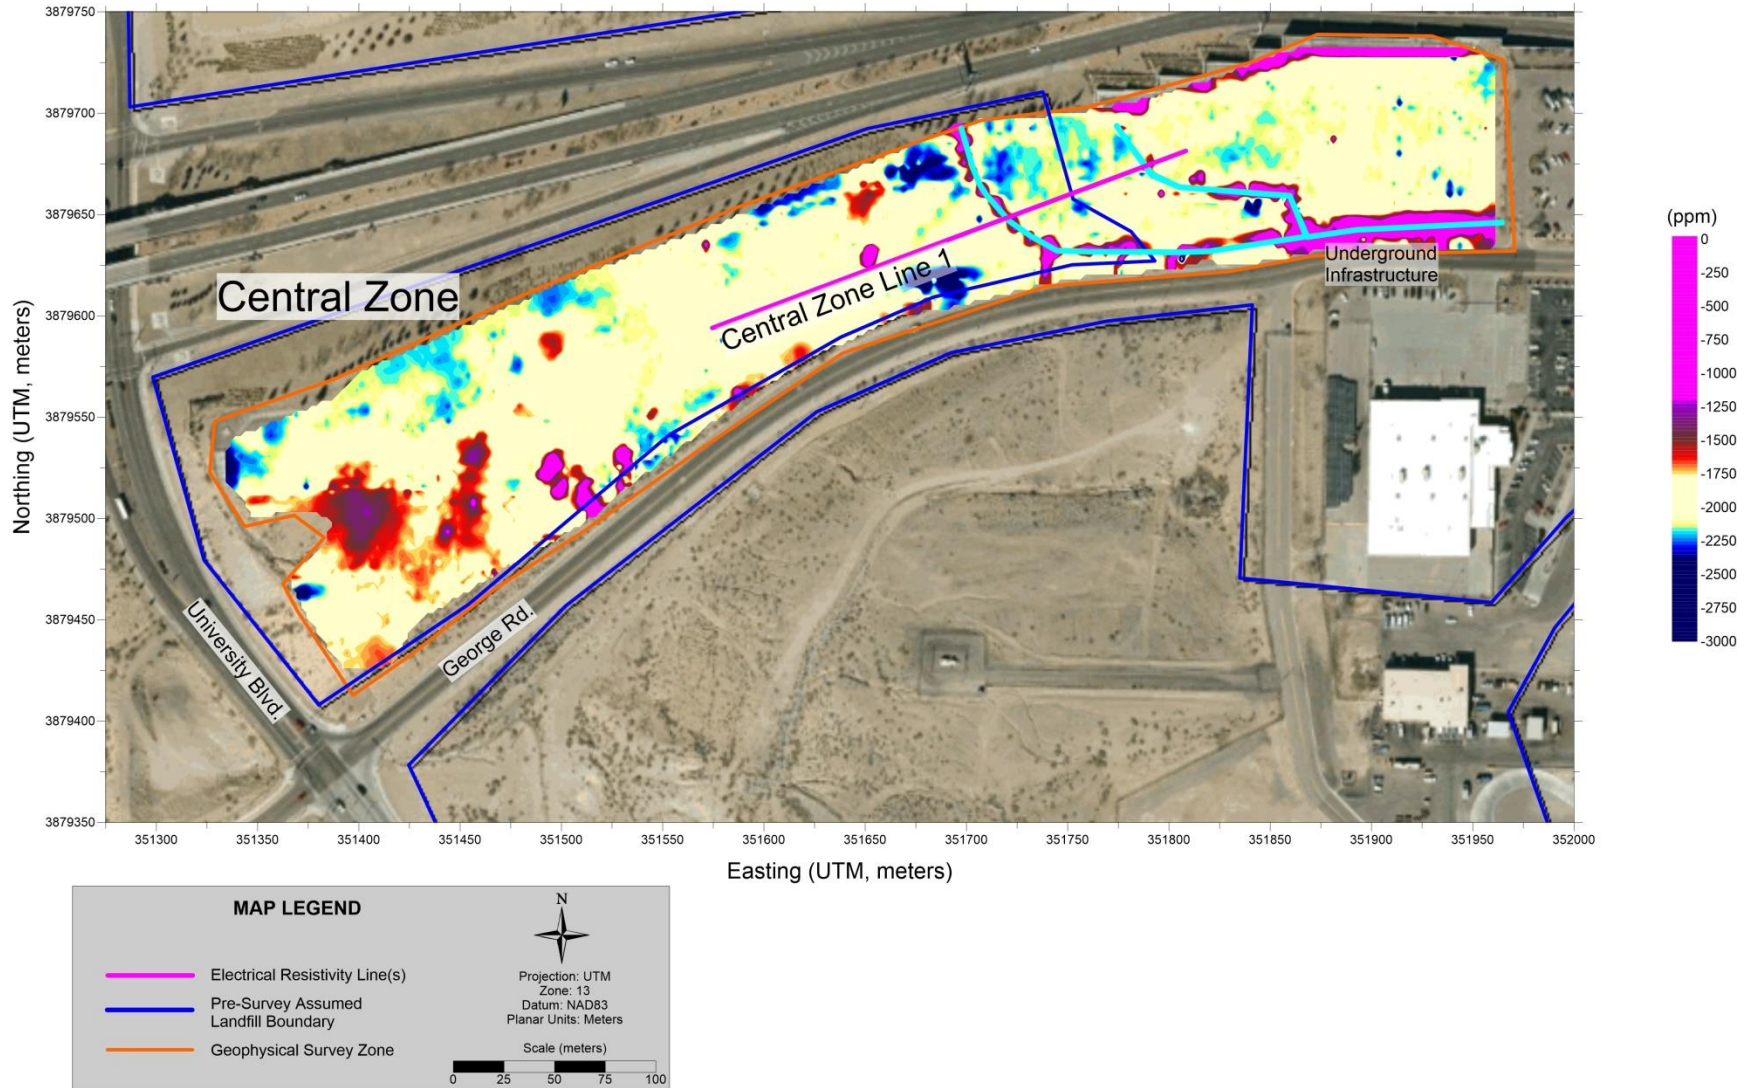 3879750
3879700
3879650
3879600
3879550
3879500
3879450
3879400
3879350
Northing (UTM, meters)
351300
351350
351400
351450
351500
351550
351600
351650
351700
351750
351800
351850
351900
351950
352000
Easting (UTM, meters)
Central Zone
Central Zone Line 1
Underground
Infrastructure
University Blvd.
George Rd.
(ppm)
0
-250
-500
-750
-1000
-1250
-1500
-1750
-2000
-2250
-2500
-2750
-3000
MAP LEGEND
Electrical Resistivity Line(s)
Pre-Survey Assumed
Landfill Boundary
Geophysical Survey Zone
N
Projection: UTM
Zone: 13
Datum: NAD83
Planar Units: Meters
Scale (meters)
0
25
50
75
100